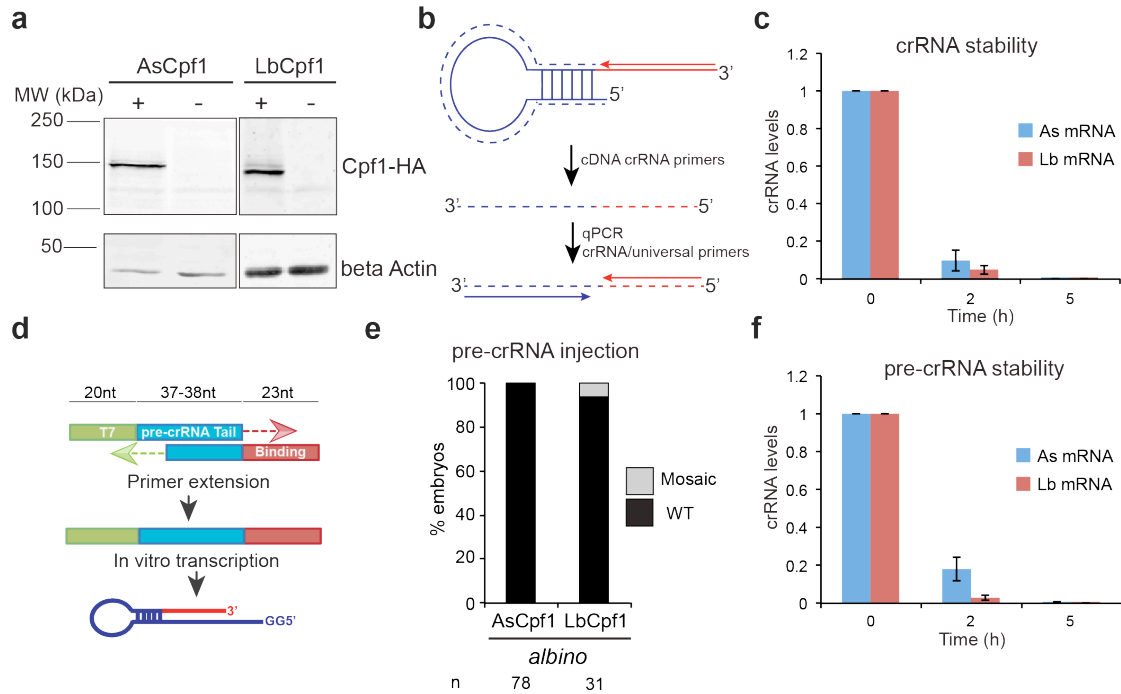 a
AsCpf1
LbCpf1
MW (kDa)
+
-
+
-
250
150
100
50
Cpf1-HA
beta Actin
b
3’
5’
cDNA crRNA primers
3’
5’
qPCR
crRNA/universal primers
3’
5’
c
crRNA stability
crRNA levels
1.2
1
0.8
0.6
0.4
0.2
0
As mRNA
Lb mRNA
0
2
5
Time (h)
d
20nt
37-38nt
23nt
T7
pre-crRNA Tail
Binding
Primer extension
In vitro transcription
3’
GG5’
e
pre-crRNA injection
% embryos
100
80
60
40
20
0
Mosaic
WT
AsCpf1
LbCpf1
albino
n
78
31
f
pre-crRNA stability
crRNA levels
1.2
1
0.8
0.6
0.4
0.2
0
As mRNA
Lb mRNA
0
2
5
Time (h)